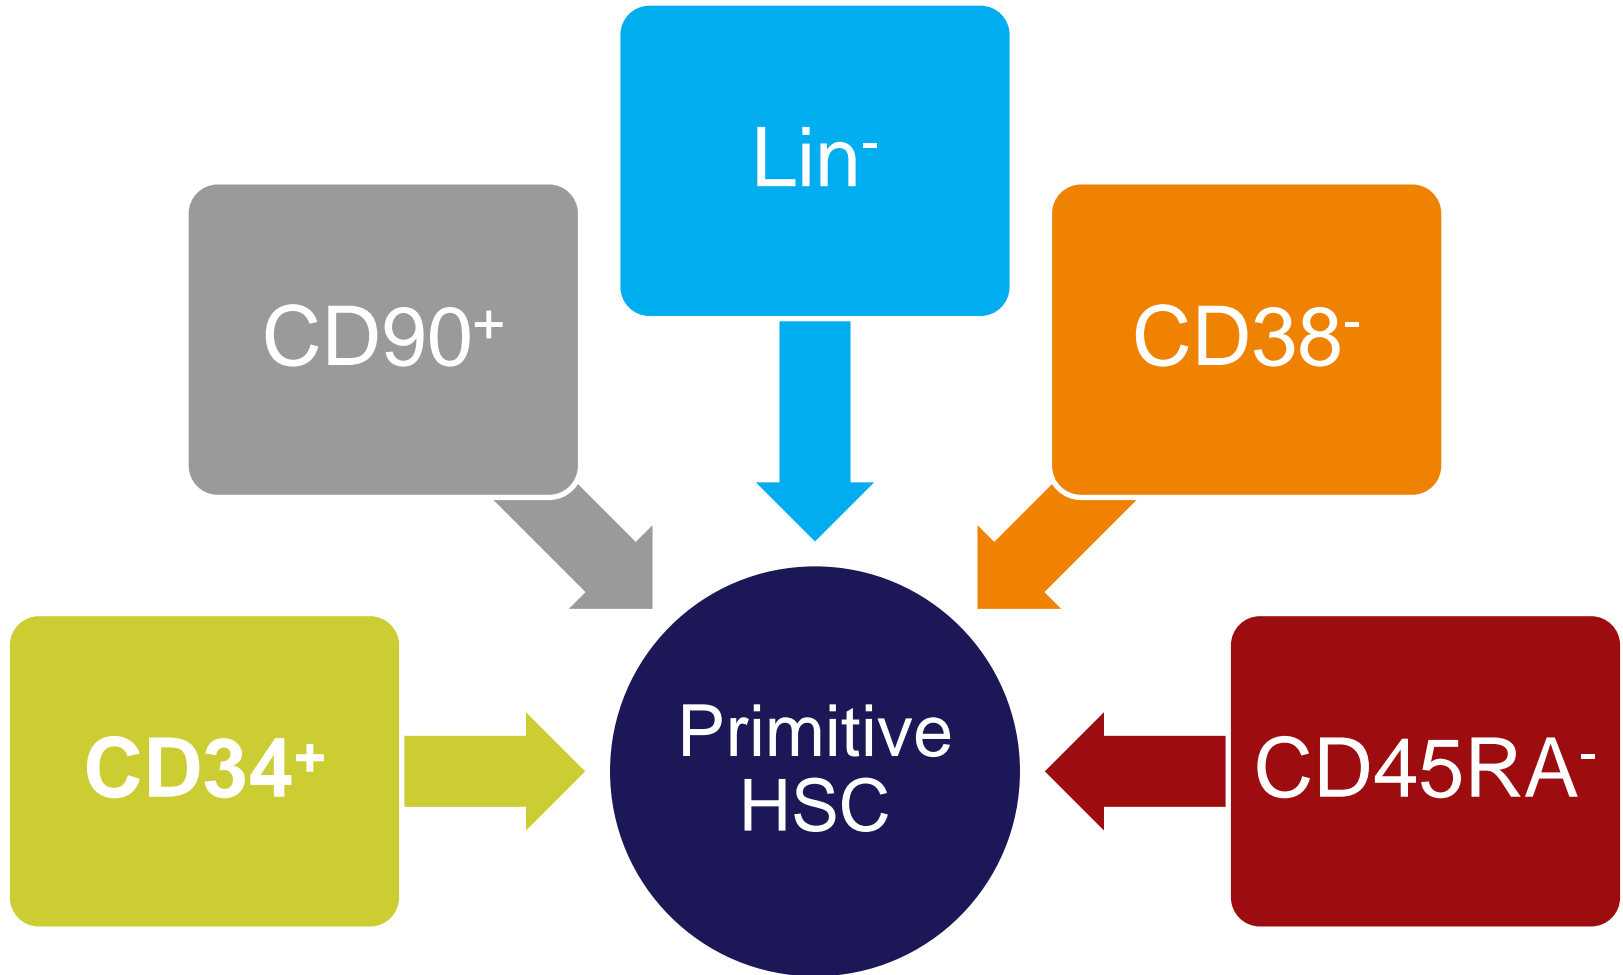 Lin⁻
CD90⁺
CD38⁻
CD34⁺
Primitive
HSC
CD45RA⁻